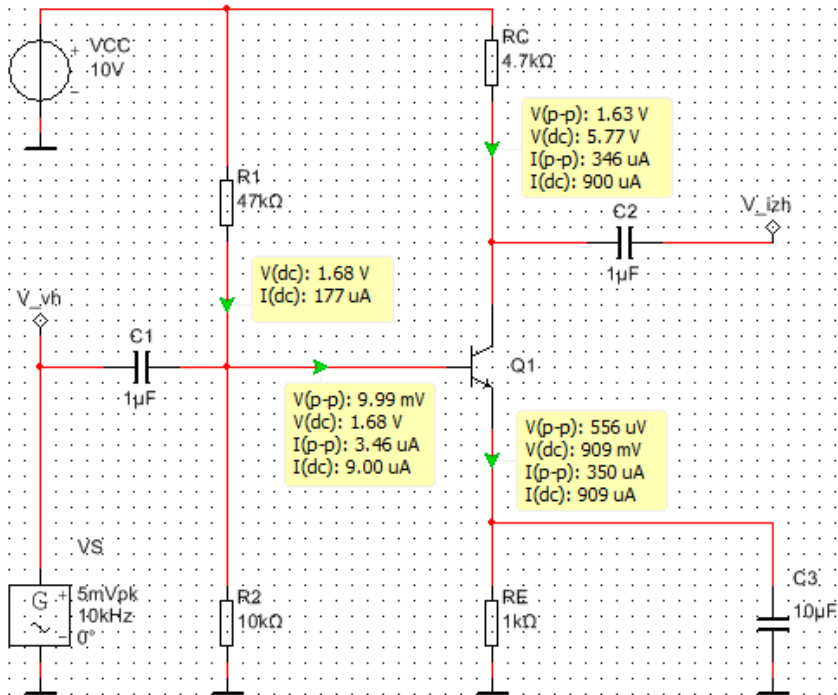 VCC
10V
RC
4.7kΩ
V(p-p): 1.63 V
V(dc): 5.77 V
I(p-p): 346 uA
I(dc): 900 uA
R1
47kΩ
C2
1µF
V_izh
V(dc): 1.68 V
I(dc): 177 uA
V_vh
C1
1µF
Q1
V(p-p): 9.99 mV
V(dc): 1.68 V
I(p-p): 3.46 uA
I(dc): 9.00 uA
V(p-p): 556 uV
V(dc): 909 mV
I(p-p): 350 uA
I(dc): 909 uA
VS
G
5mVpk
10kHz
0°
R2
10kΩ
RE
1kΩ
C3
10µF